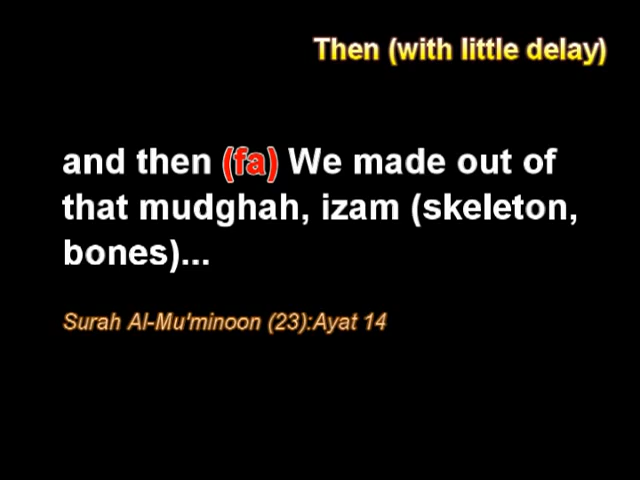 Then (with little delay)
and then (fa) We made out of
that mudghah, izam (skeleton,
bones)...
Surah Al-Mu'minoon (23):Ayat 14